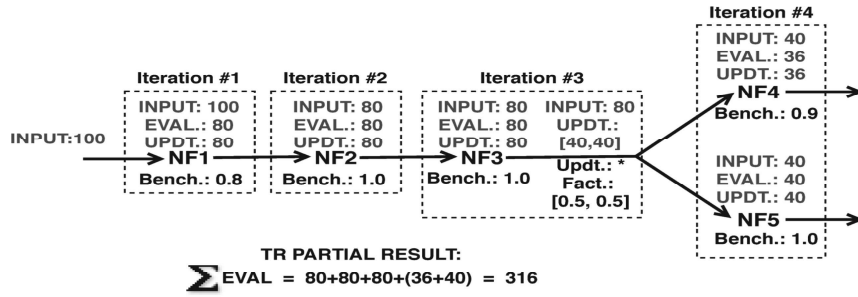 Iteration #4
INPUT: 40
EVAL.: 36
UPDT.: 36
NF4
Bench.: 0.9
Iteration #1
Iteration #2
Iteration #3
INPUT: 100
EVAL.: 80
UPDT.: 80
NF1
Bench.: 0.8
INPUT: 80
EVAL.: 80
UPDT.: 80
NF2
Bench.: 1.0
INPUT: 80
EVAL.: 80
UPDT.: 80
NF3
Bench.: 1.0
INPUT: 80
UPDT.:
[40,40]
Updt.: *
Fact.:
[0.5, 0.5]
INPUT:100
INPUT: 40
EVAL.: 40
UPDT.: 40
NF5
Bench.: 1.0
TR PARTIAL RESULT:
∑ EVAL = 80+80+80+(36+40) = 316